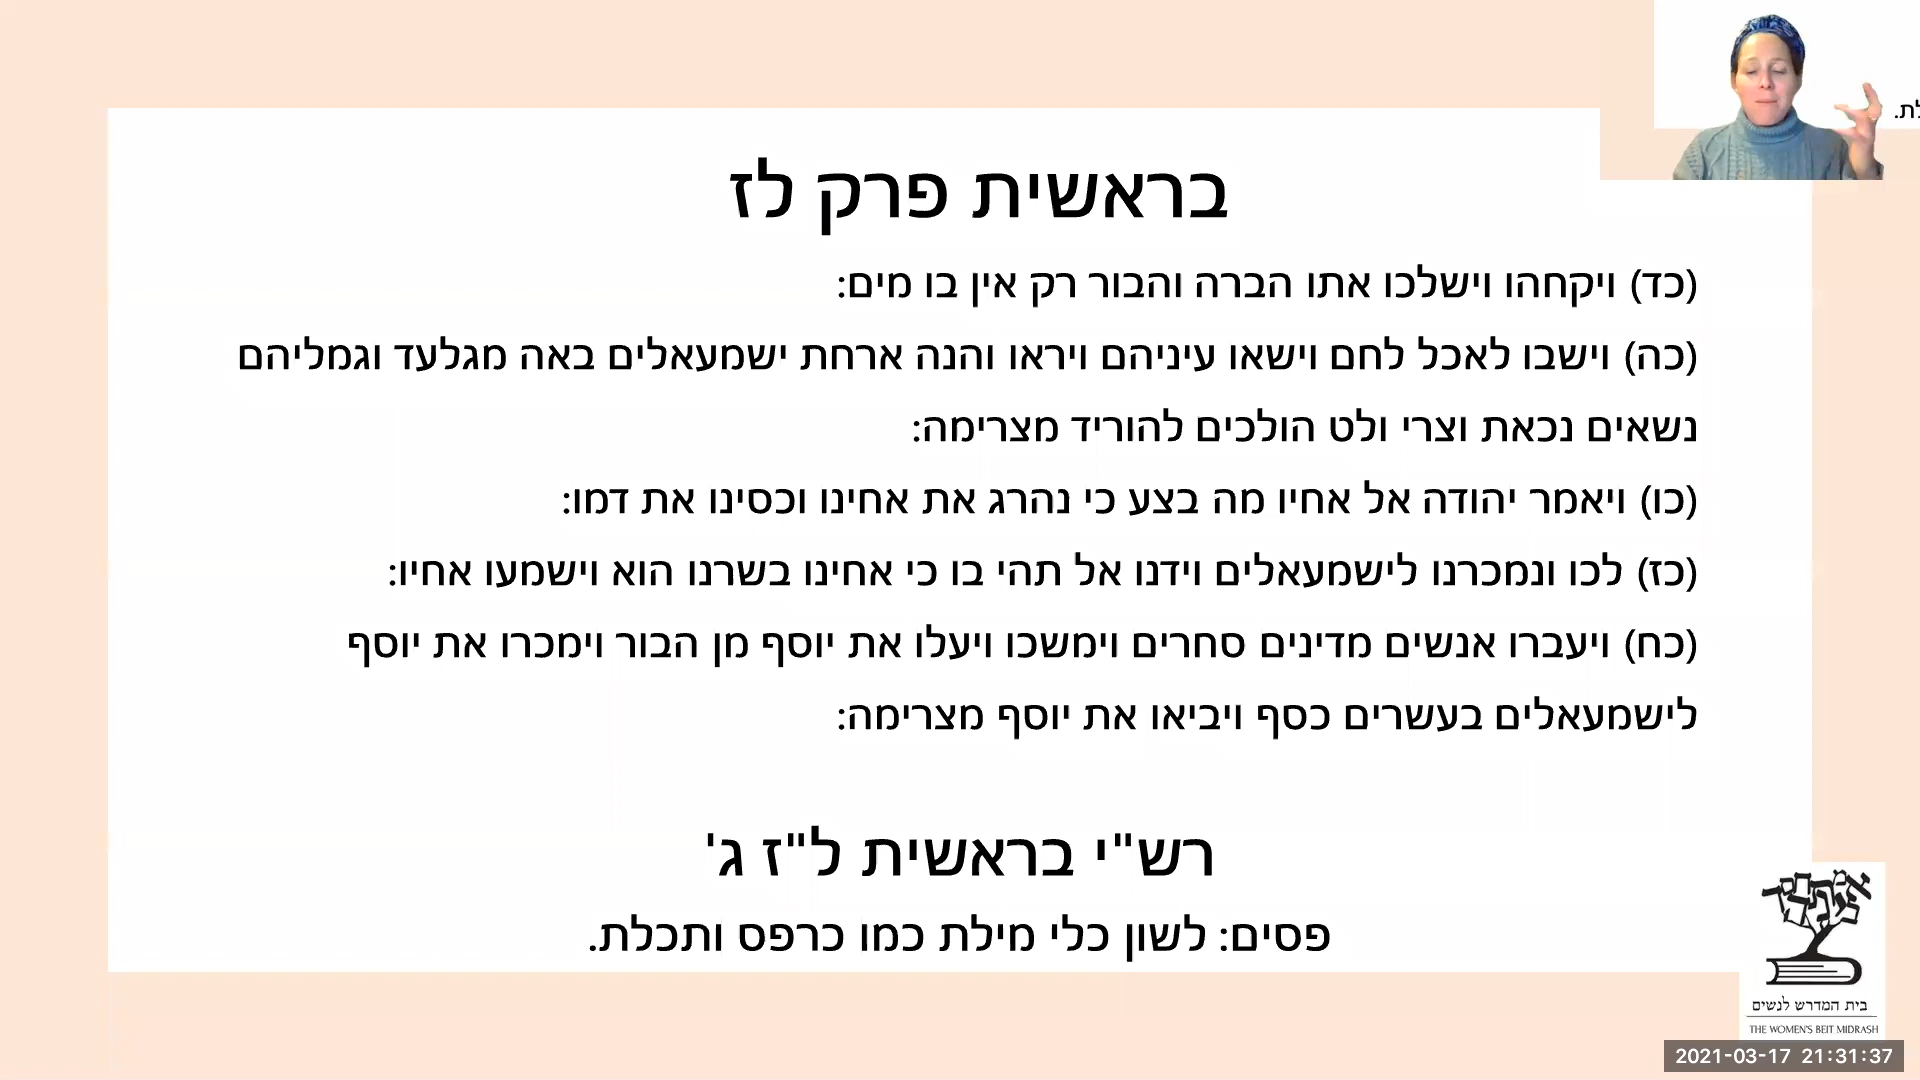 לת.
בראשית פרק לז
(כד) ויקחהו וישלכו אתו הברה והבור רק אין בו מים:
(כה) וישבו לאכל לחם וישאו עיניהם ויראו והנה ארחת ישמעאלים באה מגלעד וגמליהם
נשאים נכאת וצרי ולט הולכים להוריד מצרימה:
(כו) ויאמר יהודה אל אחיו מה בצע כי נהרג את אחינו וכסינו את דמו:
(כז) לכו ונמכרנו לישמעאלים וידנו אל תהי בו כי אחינו בשרנו הוא וישמעו אחיו:
(כח) ויעברו אנשים מדינים סחרים וימשכו ויעלו את יוסף מן הבור וימכרו את יוסף
לישמעאלים בעשרים כסף ויביאו את יוסף מצרימה:
רש"י בראשית ל"ז ג'
פסים: לשון כלי מילת כמו כרפס ותכלת.
בית המדרש לנשים
THE WOMEN'S BEIT MIDRASH
2021-03-17 21:31:37